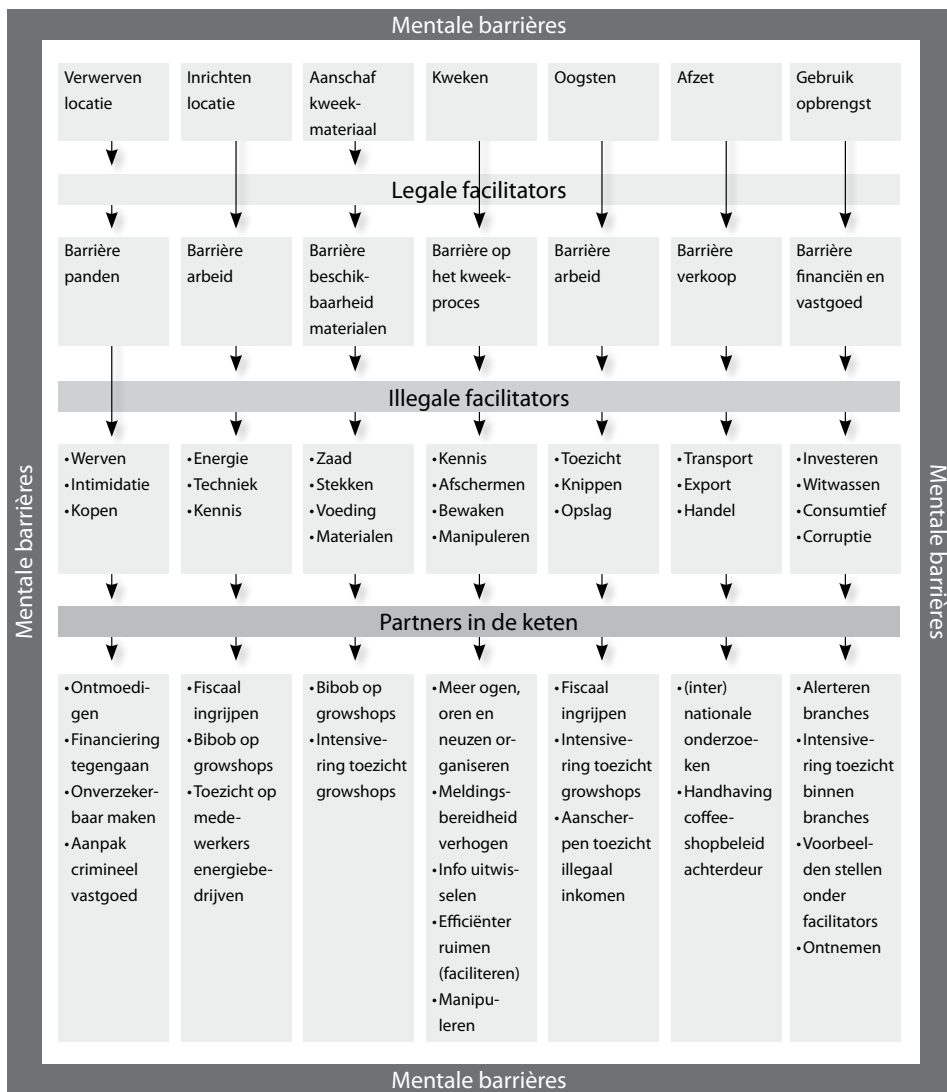 Mentale barrières
Mentale barrières
Verwerven
locatie
Inrichten
locatie
Aanschaf
kweek-
materiaal
Kweken
Oogsten
Afzet
Gebruik
opbrengst
Legale facilitators
Barrière
panden
Barrière
arbeid
Barrière
beschik-
baarheid
materialen
Barrière op
het kweek-
proces
Barrière
arbeid
Barrière
verkoop
Barrière
financiën en
vastgoed
Illegale facilitators
• Werven
• Intimidatie
• Kopen
• Energie
• Techniek
• Kennis
• Zaad
• Stekken
• Voeding
• Materialen
• Kennis
• Afschermen
• Bewaken
• Manipuleren
• Toezicht
• Knippen
• Opslag
• Transport
• Export
• Handel
• Investeren
• Witwassen
• Consumtief
• Corruptie
Partners in de keten
• Ontmoedi-
gen
• Financiering
tegengaan
• Onverzeker-
baar maken
• Aanpak
crimineel
vastgoed
• Fiscaal
ingrijpen
• Bibob op
growshops
• Toezicht op
mede-
werkers
energiebe-
drijven
• Bibob op
growshops
• Intensive-
ring toezicht
growshops
• Meer ogen,
oren en
neuzen or-
ganiseren
• Meldings-
bereidheid
verhogen
• Info uitwis-
selen
• Efficiënter
ruimen
(faciliteren)
• Manipu-
leren
• Fiscaal
ingrijpen
• Intensive-
ring toezicht
growshops
• Aanscher-
pen toezicht
illegaal
inkomen
• (inter)
nationale
onderzoe-
ken
• Handhaving
coffee-
shopbeleid
achterdeur
• Alerteren
branches
• Intensive-
ring toezicht
binnen
branches
• Voorbeel-
den stellen
onder
facilitators
• Ontnemen
Mentale barrières
Mentale barrières